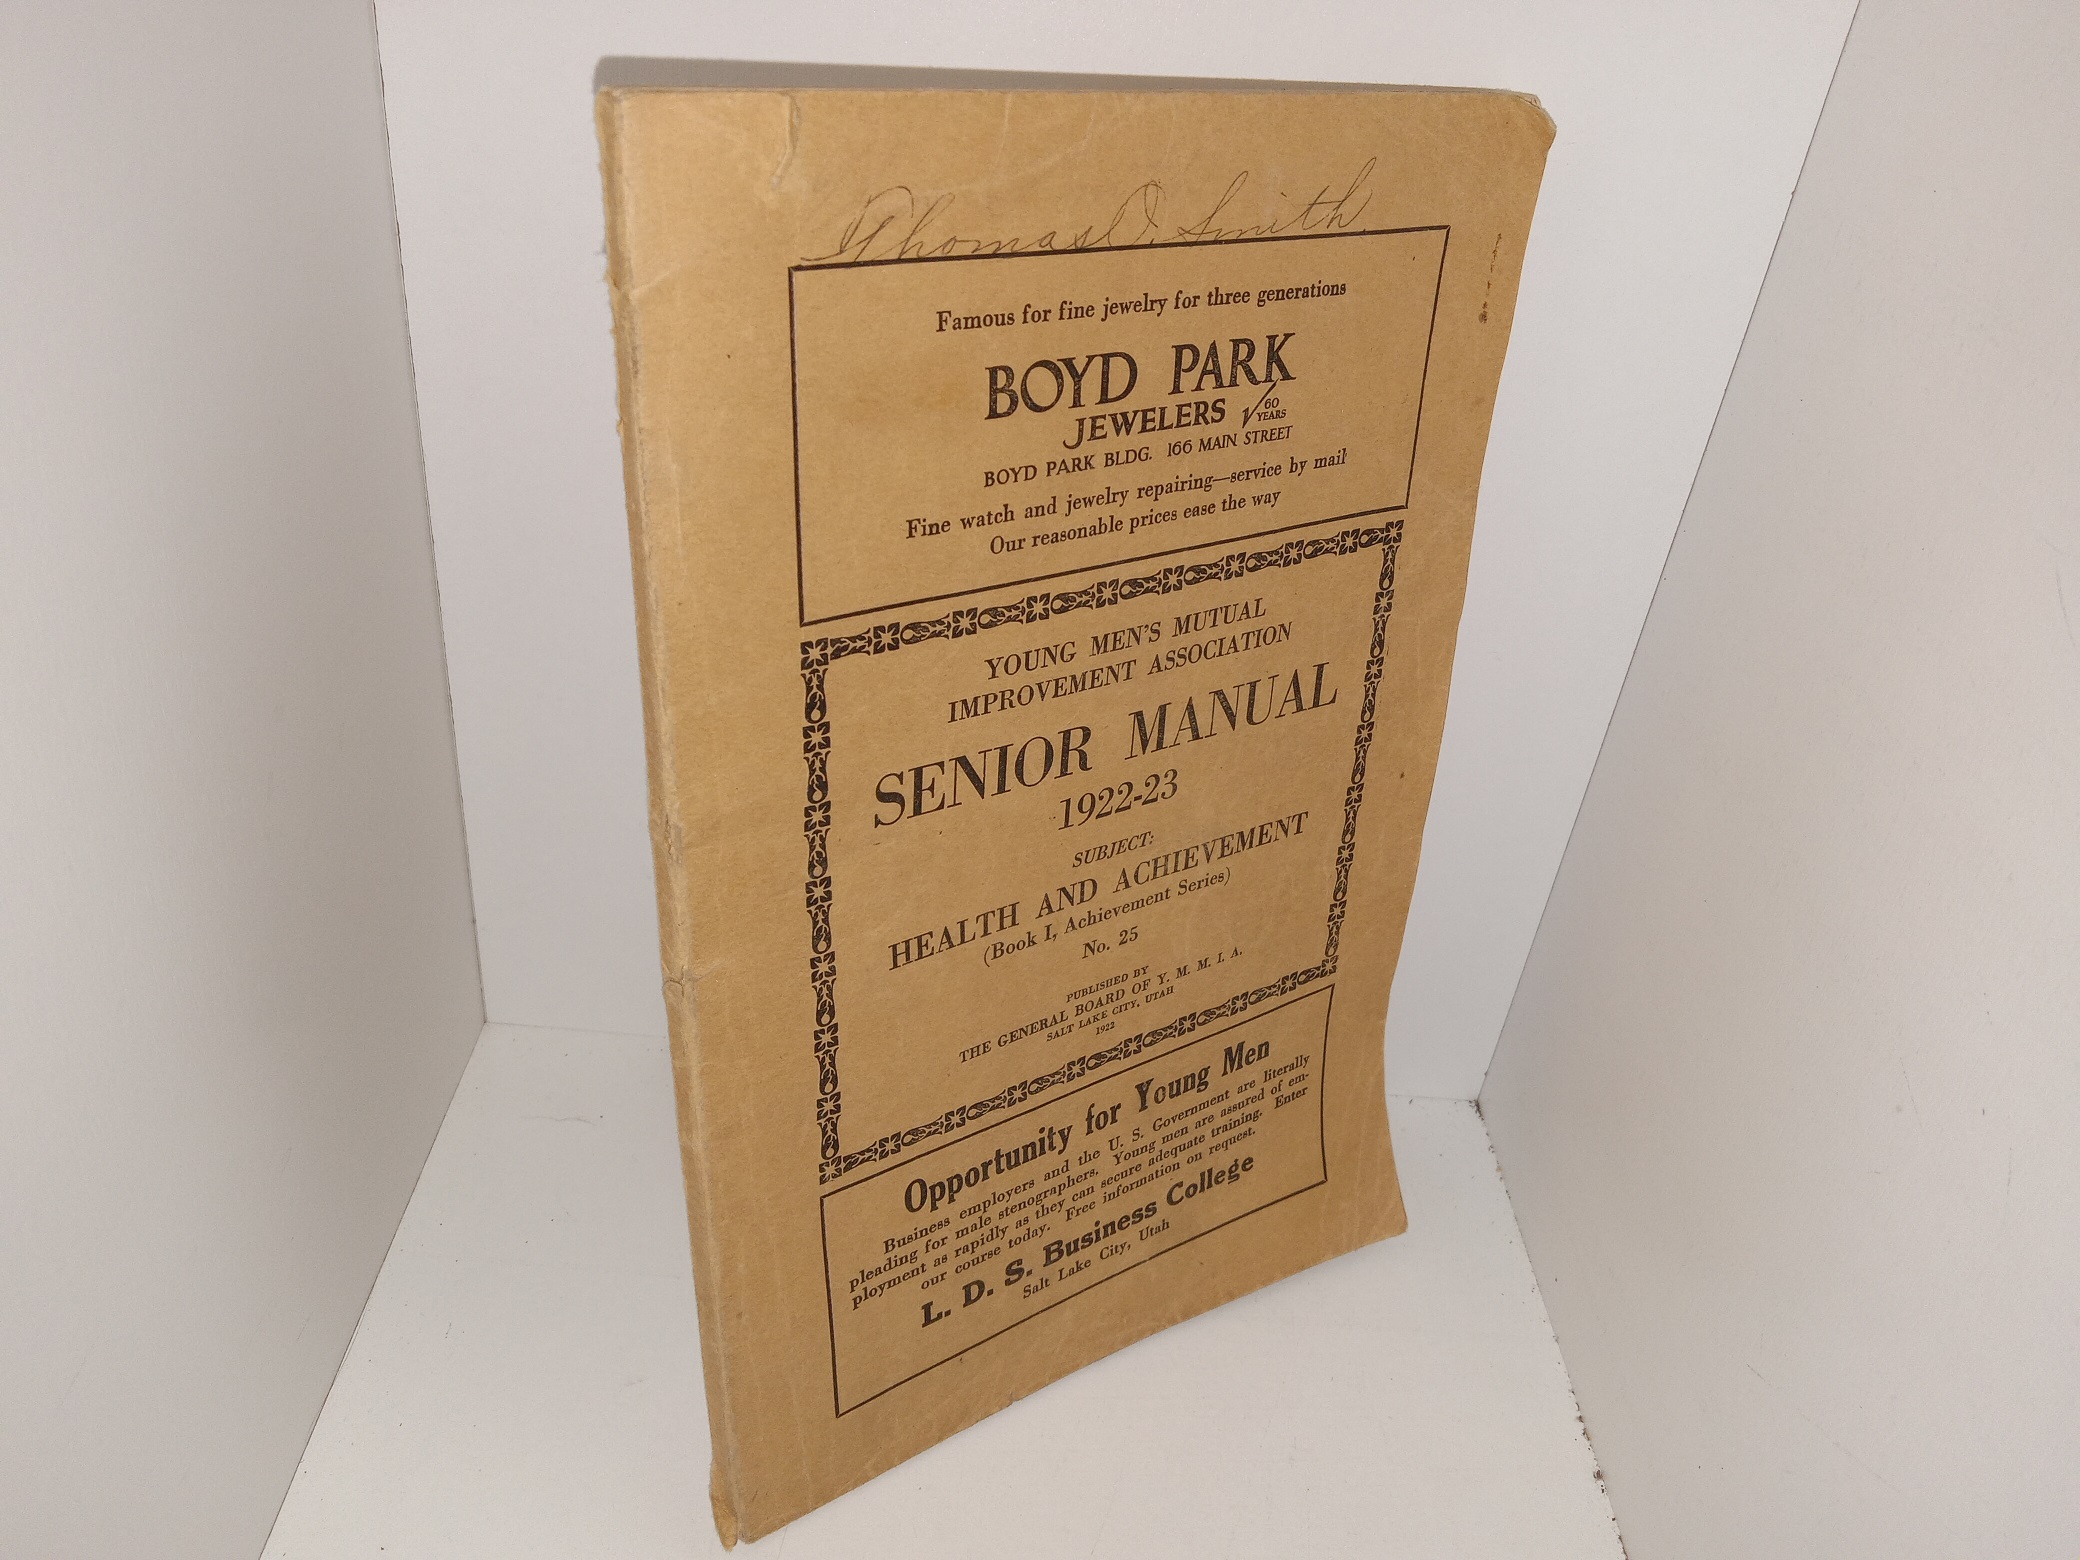 Thomas D. Smith
Famous for fine jewelry for three generations
BOYD PARK
JEWELERS
60
YEARS
BOYD PARK BLDG. 166 MAIN STREET
Fine watch and jewelry repairing—service by mail
Our reasonable prices ease the way
YOUNG MEN'S MUTUAL
IMPROVEMENT ASSOCIATION
SENIOR MANUAL
1922-23
SUBJECT:
HEALTH AND ACHIEVEMENT
(Book I, Achievement Series)
No. 25
PUBLISHED BY
THE GENERAL BOARD OF Y. M. M. I. A.
SALT LAKE CITY, UTAH
1922
Opportunity for Young Men
Business employers and the U. S. Government are literally
pleading for male stenographers. Young men are assured of em-
ployment as rapidly as they can secure adequate training. Enter
our course today. Free information on request.
L. D. S. Business College
Salt Lake City, Utah